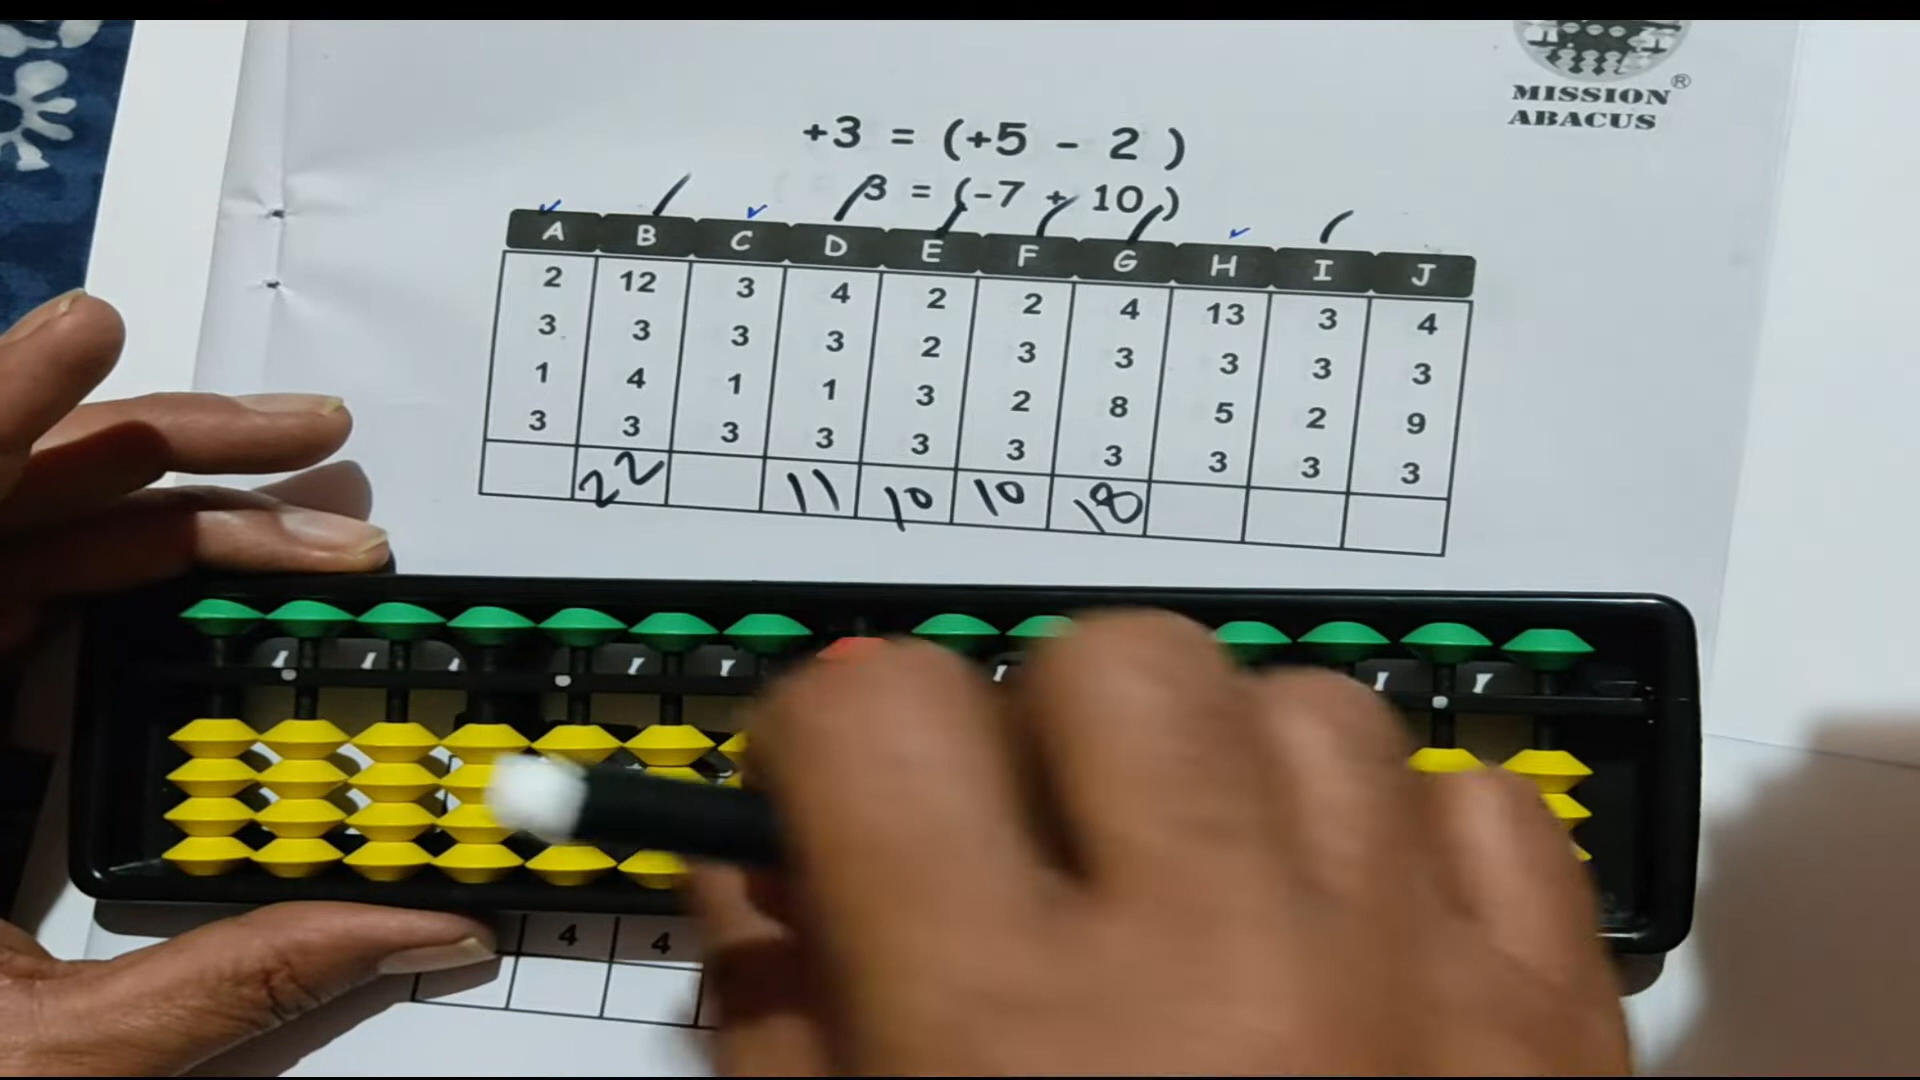 MISSION ®
ABACUS
+3 = (+5 - 2 )
3 = (-7 + 10 )
A B C D E F G H I J
2 12 3 4 2 2 4 13 3 4
3 3 3 3 2 3 3 3 3 3
1 4 1 1 3 2 8 5 2 9
3 3 3 3 3 3 3 3 3 3
22 11 10 10 18
4 4